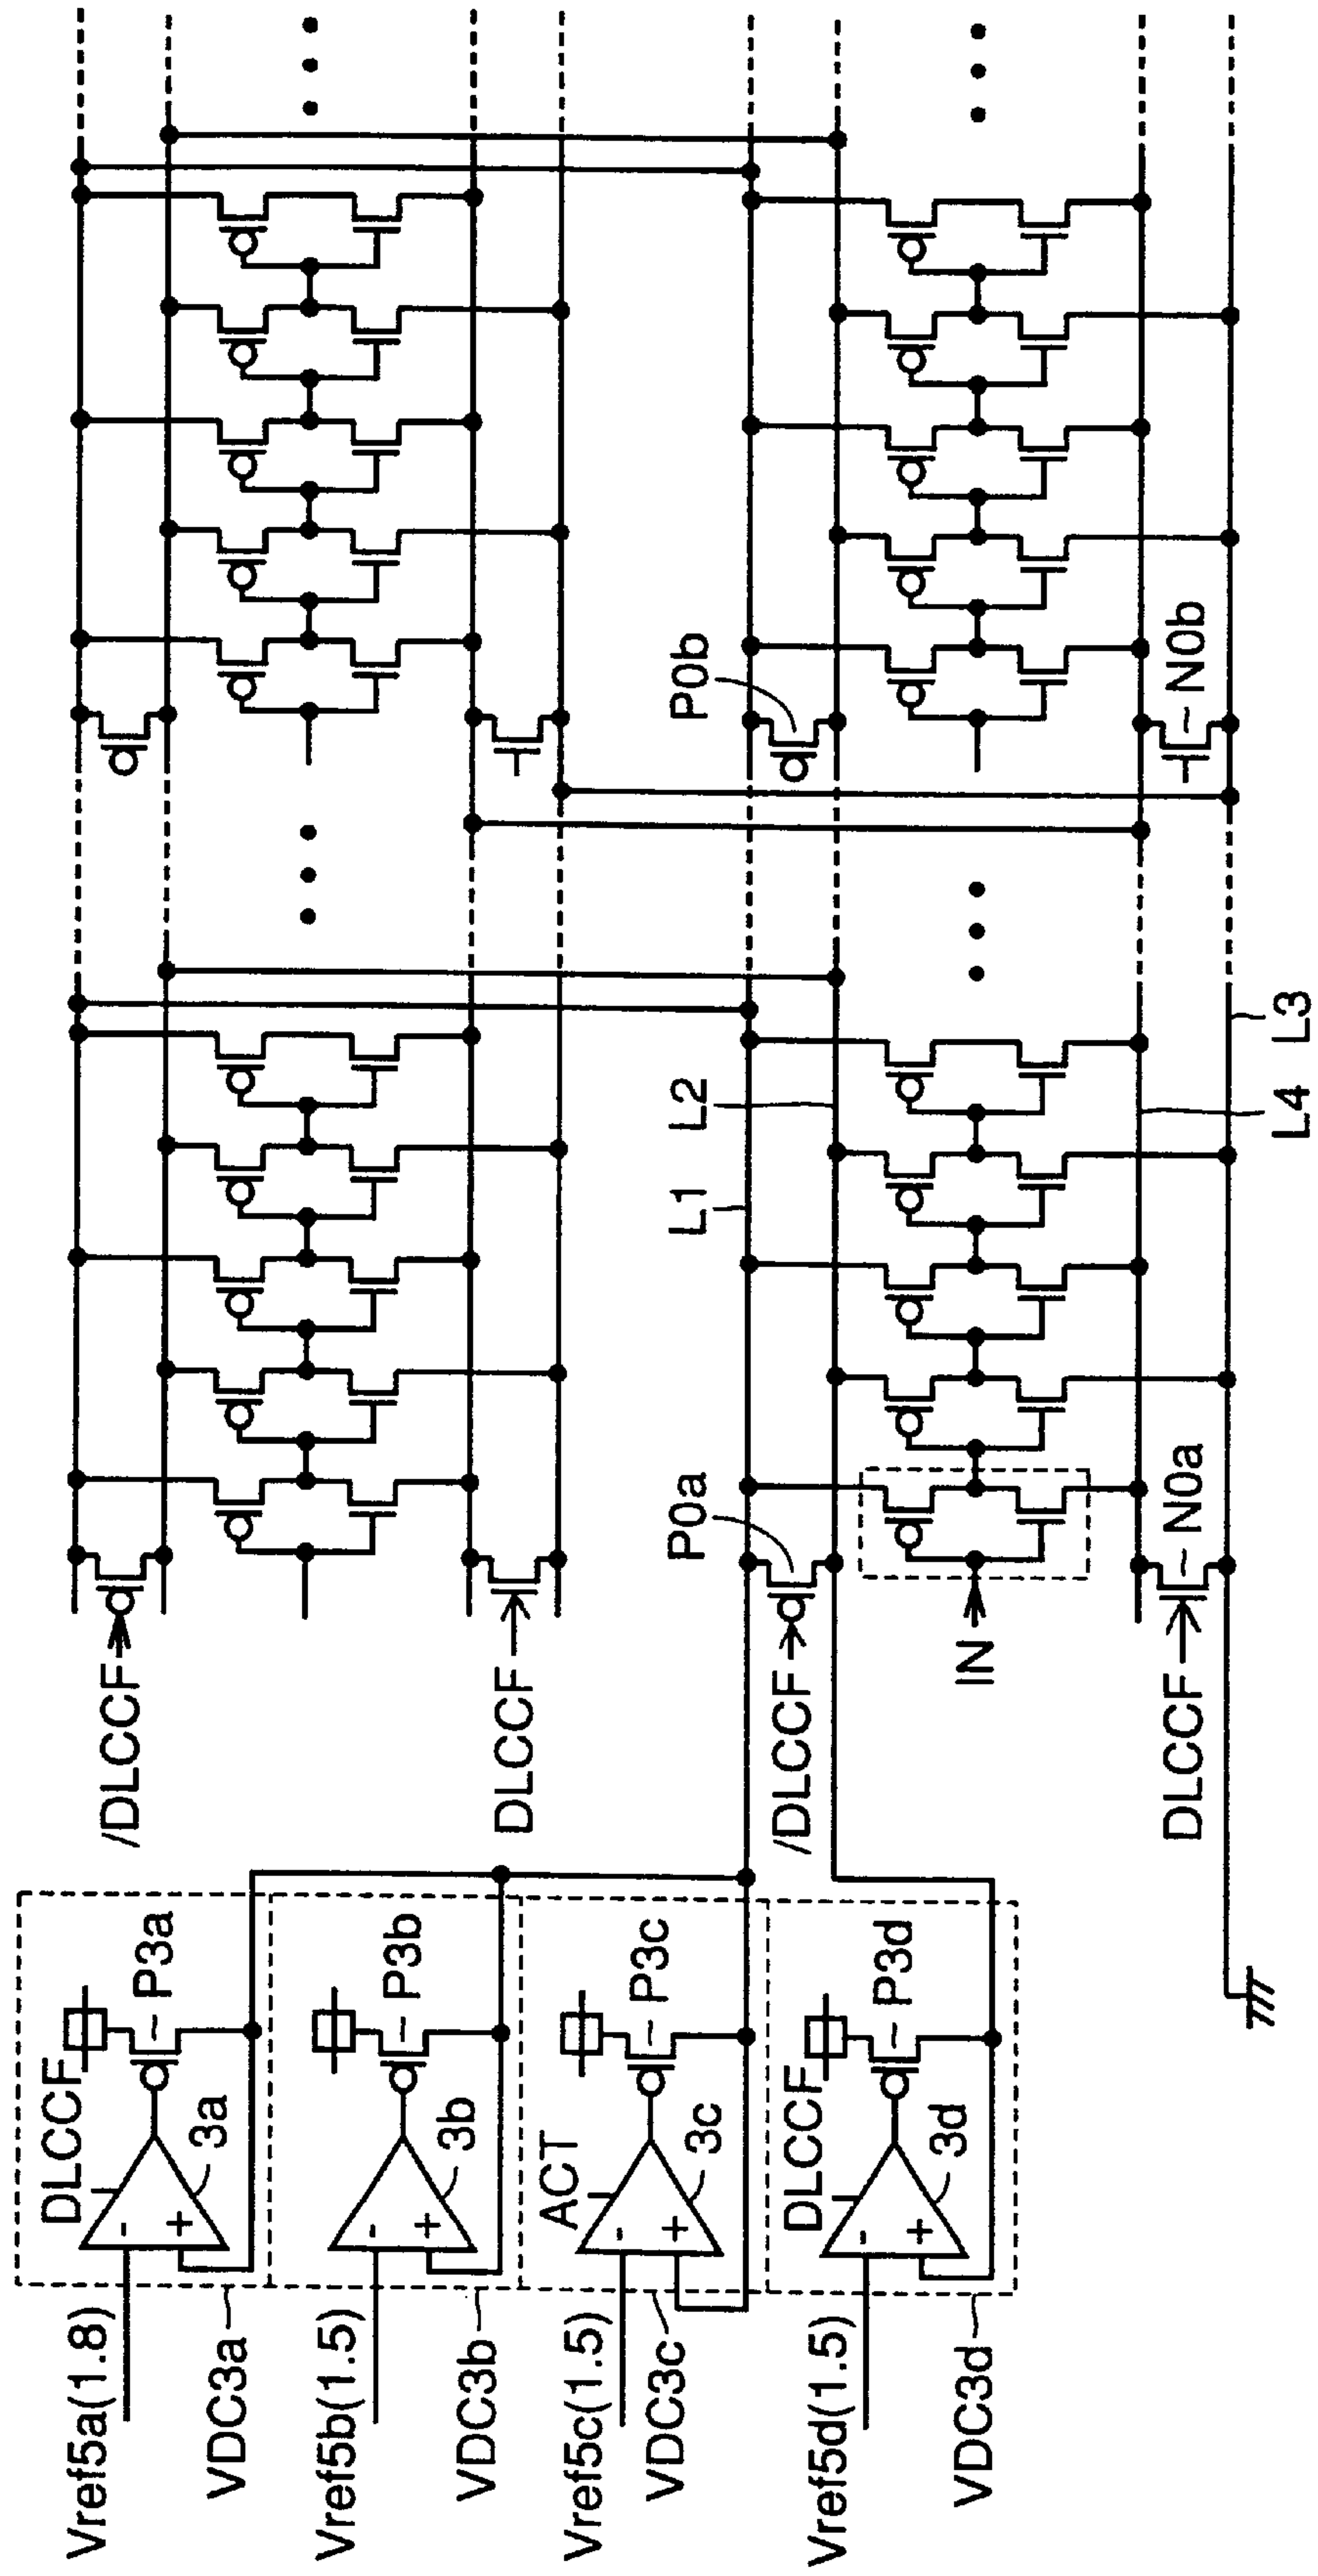 Vref5a(1.8)
VDC3a
DLCCF
-
+
3a
P3a
Vref5b(1.5)
VDC3b
-
+
3b
P3b
Vref5c(1.5)
VDC3c
ACT
-
+
3c
P3c
Vref5d(1.5)
VDC3d
DLCCF
-
+
3d
P3d
/DLCCF
DLCCF
/DLCCF
IN
DLCCF
P0a
N0a
L1
L2
L4
L3
P0b
N0b